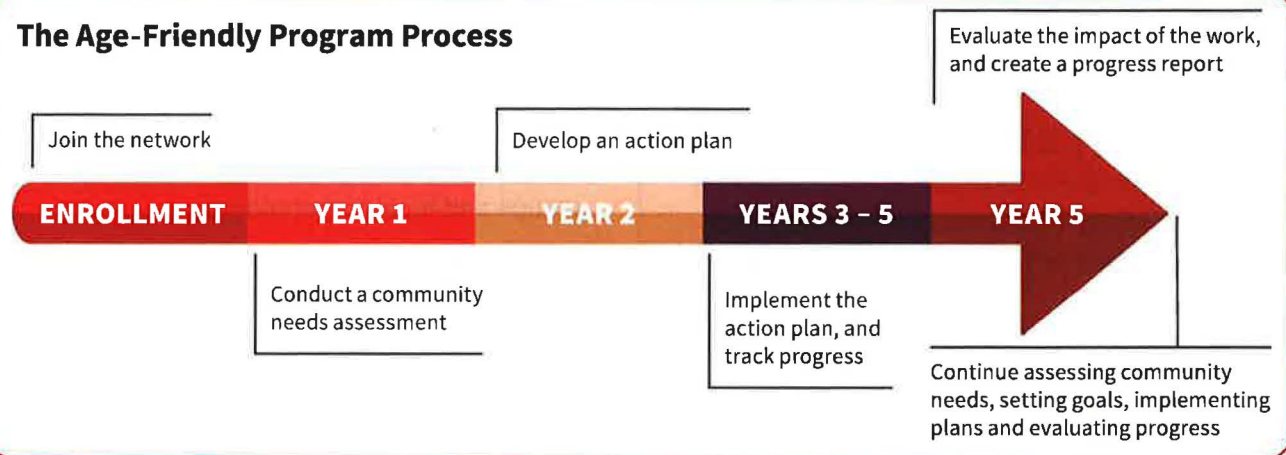 The Age-Friendly Program Process
Join the network
ENROLLMENT
YEAR 1
Conduct a community
needs assessment
Develop an action plan
YEAR 2
YEARS 3 – 5
Implement the
action plan, and
track progress
Evaluate the impact of the work,
and create a progress report
YEAR 5
Continue assessing community
needs, setting goals, implementing
plans and evaluating progress